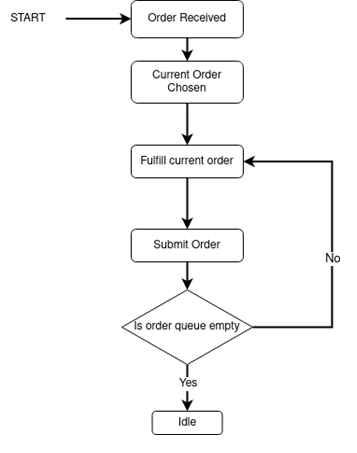 START
Order Received
Current Order
Chosen
Fulfill current order
Submit Order
Is order queue empty
No
Yes
Idle